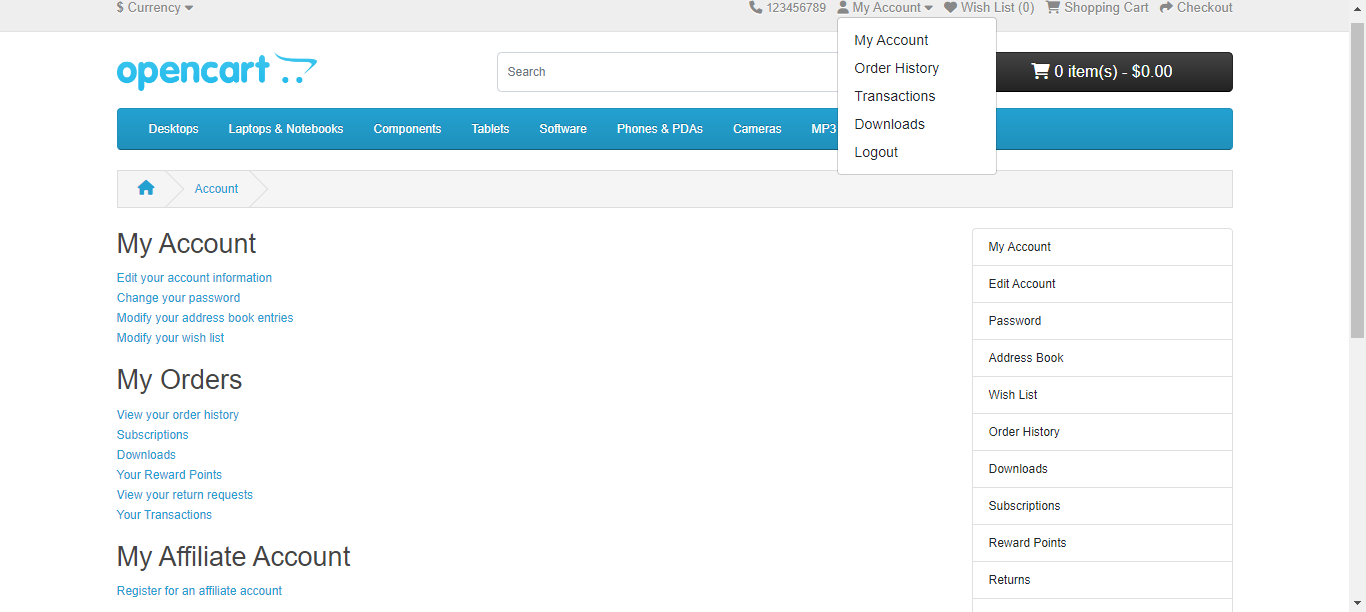 $ Currency
123456789 My Account Wish List (0) Shopping Cart Checkout
My Account
Order History
Transactions
Downloads
Logout
opencart
Search
0 item(s) - $0.00
Desktops Laptops & Notebooks Components Tablets Software Phones & PDAs Cameras MP3
Account
My Account
Edit your account information
Change your password
Modify your address book entries
Modify your wish list
My Orders
View your order history
Subscriptions
Downloads
Your Reward Points
View your return requests
Your Transactions
My Affiliate Account
Register for an affiliate account
My Account
Edit Account
Password
Address Book
Wish List
Order History
Downloads
Subscriptions
Reward Points
Returns